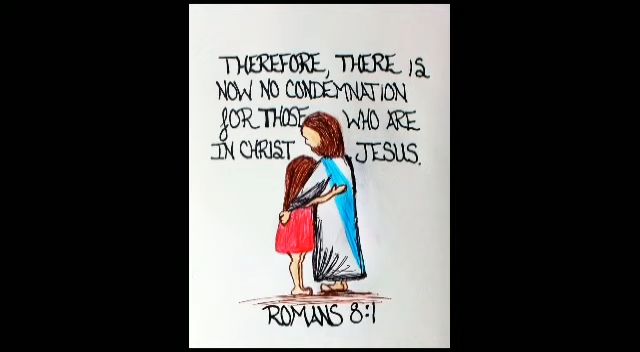 THEREFORE, THERE IS
NOW NO CONDEMNATION
FOR THOSE WHO ARE
IN CHRIST JESUS.
ROMANS 8:1